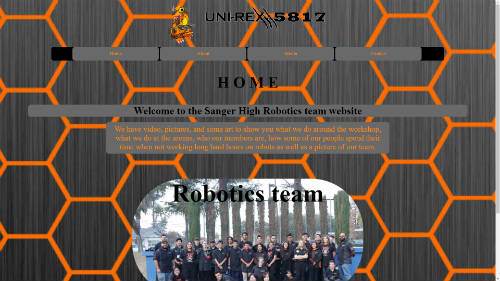 UNI-REX 5817
Home
About
Media
Contact
HOME
Welcome to the Sanger High Robotics team website
We have video, pictures, and some art to show you what we do around the workshop,
what we do at the arenas, who our members are, how some of our people spend their
time when not working long hard hours on robots as well as a picture of our team.
Robotics team